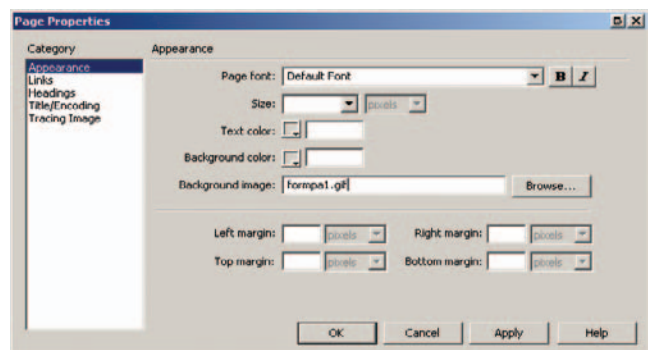 Page Properties
Category
Appearance
Links
Headings
Title/Encoding
Tracing Image
Appearance
Page font: Default Font B I
Size: pixels
Text color:
Background color:
Background image: formpa1.gif Browse...
Left margin: pixels Right margin: pixels
Top margin: pixels Bottom margin: pixels
OK Cancel Apply Help